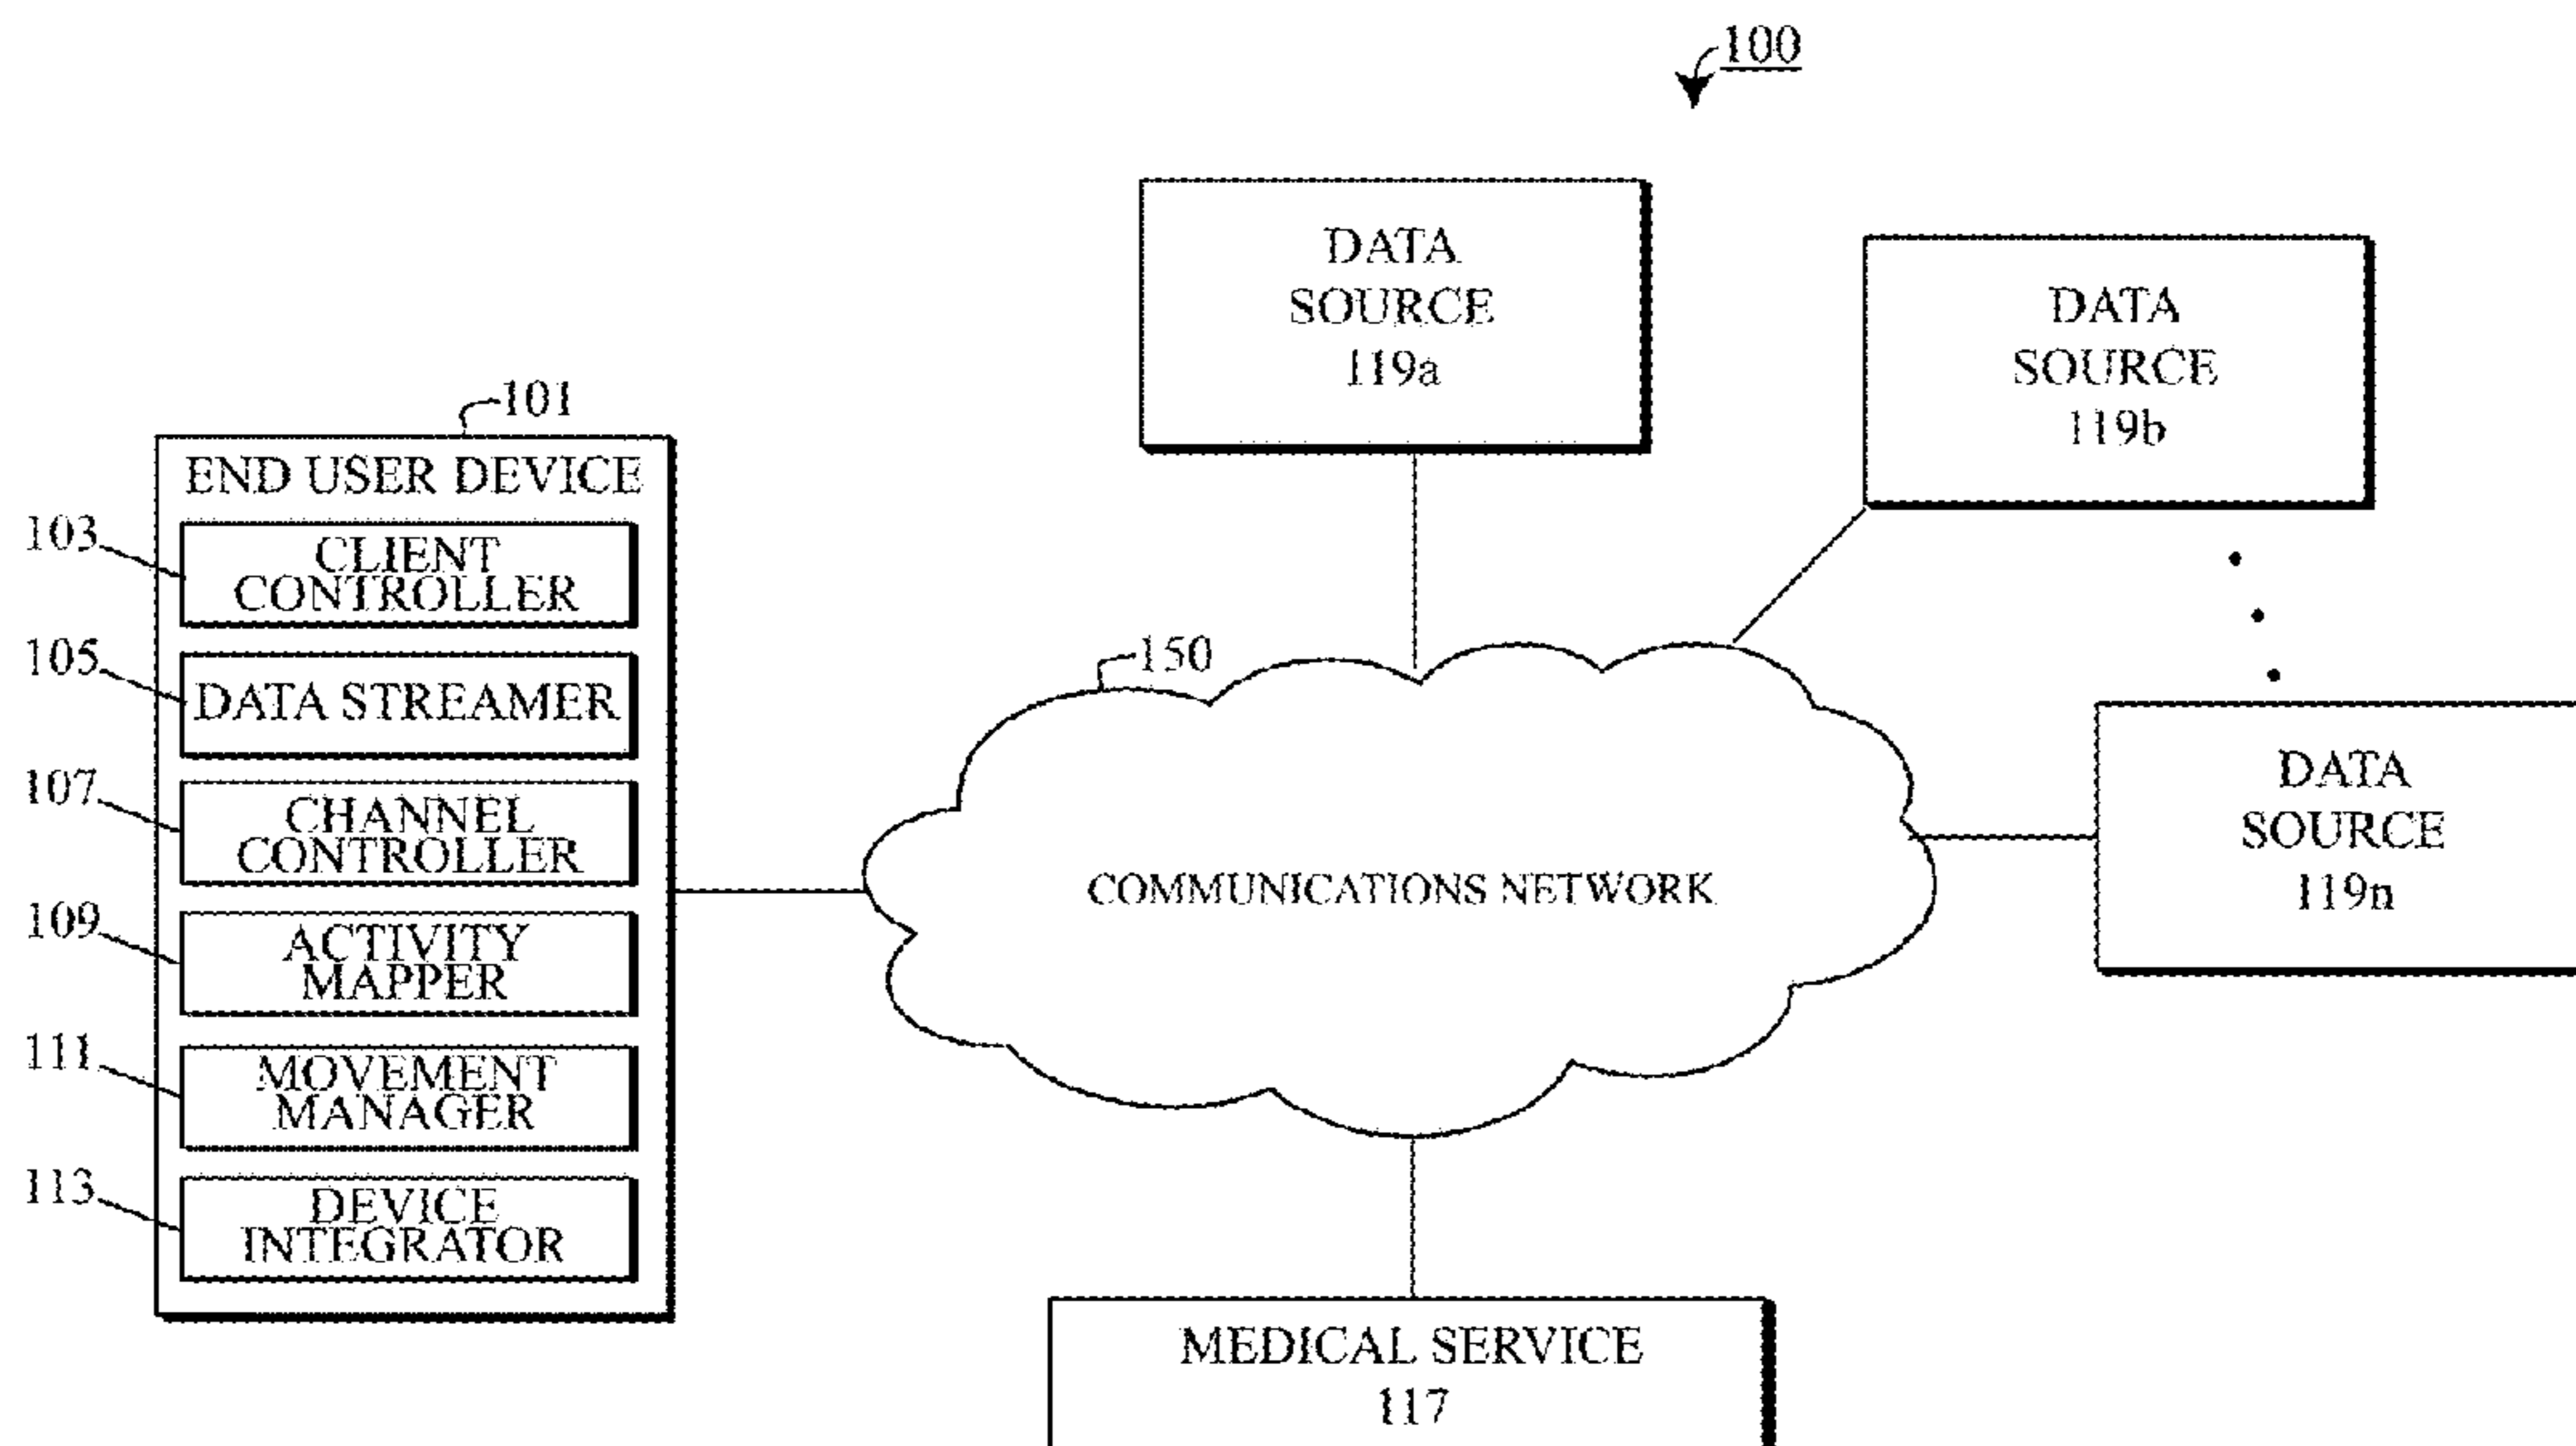 100
DATA
SOURCE
119a
DATA
SOURCE
119b
101
END USER DEVICE
103
CLIENT
CONTROLLER
105
DATA STREAMER
107
CHANNEL
CONTROLLER
109
ACTIVITY
MAPPER
111
MOVEMENT
MANAGER
113
DEVICE
INTEGRATOR
150
COMMUNICATIONS NETWORK
DATA
SOURCE
119n
MEDICAL SERVICE
117